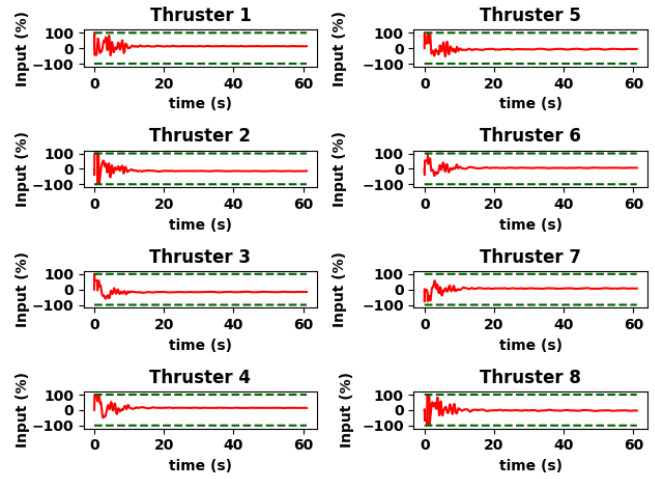 Thruster 1
Input (%)
100
0
−100
0
20
40
60
time (s)
Thruster 5
Input (%)
100
0
−100
0
20
40
60
time (s)
Thruster 2
Input (%)
100
0
−100
0
20
40
60
time (s)
Thruster 6
Input (%)
100
0
−100
0
20
40
60
time (s)
Thruster 3
Input (%)
100
0
−100
0
20
40
60
time (s)
Thruster 7
Input (%)
100
0
−100
0
20
40
60
time (s)
Thruster 4
Input (%)
100
0
−100
0
20
40
60
time (s)
Thruster 8
Input (%)
100
0
−100
0
20
40
60
time (s)